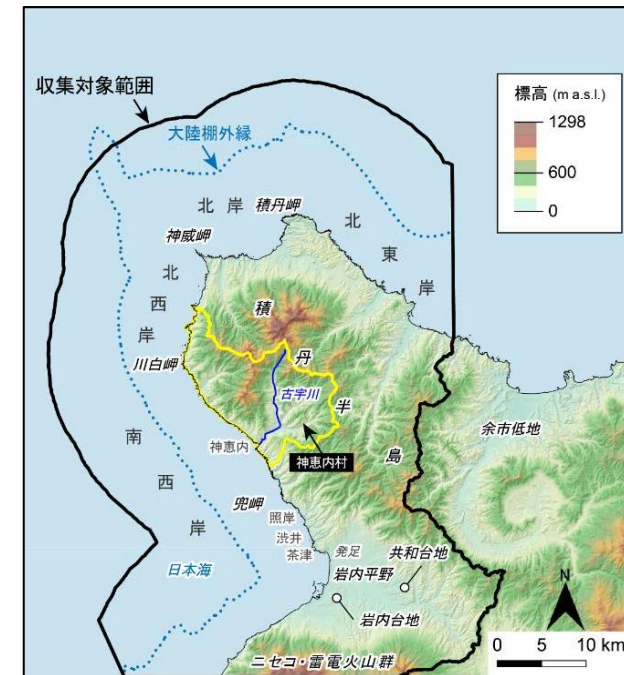 収集対象範囲
大陸棚外縁
標高 (m a.s.l.)
1298
600
0
北岸
積丹岬
神威岬
北東岸
北西岸
積丹半島
川白岬
古宇川
神恵内
神恵内村
余市低地
南西岸
兜岬
照岸
渋井
茶津
発足
共和台地
岩内平野
日本海
岩内台地
ニセコ・雷電火山群
N
0 5 10 km